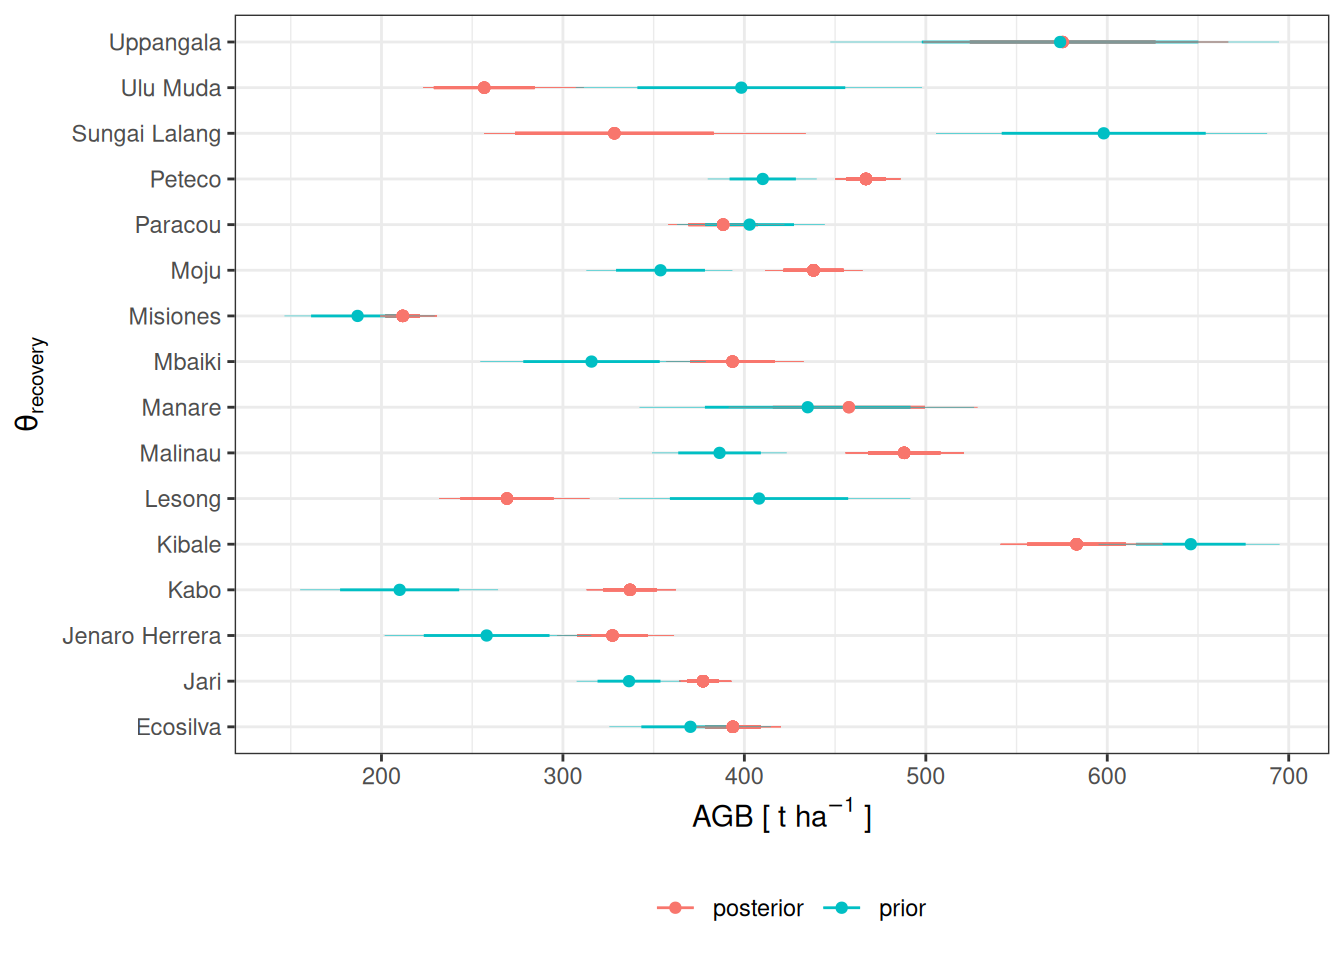 Uppangala
Ulu Muda
Sungai Lalang
Peteco
Paracou
Moju
Misiones
Mbaiki
Manare
Malinau
Lesong
Kibale
Kabo
Jenaro Herrera
Jari
Ecosilva
θrecovery
200 300 400 500 600 700
AGB [ t ha−1 ]
posterior prior